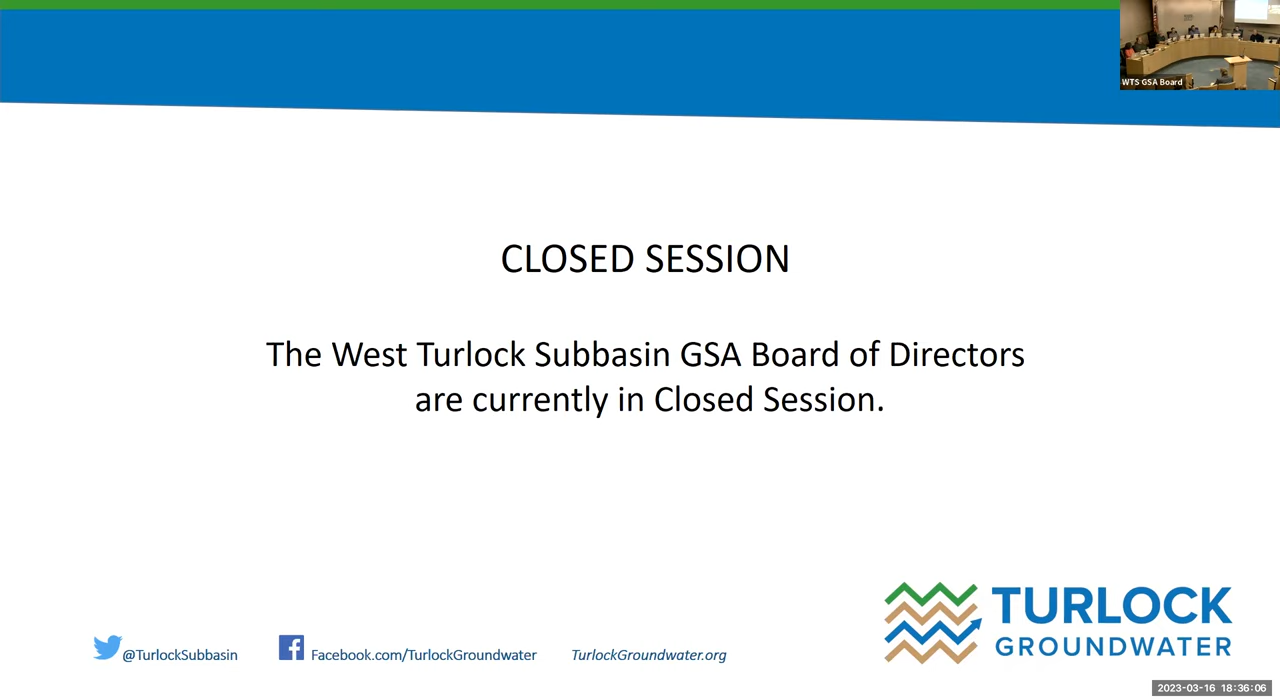 WTS GSA Board
CLOSED SESSION
The West Turlock Subbasin GSA Board of Directors
are currently in Closed Session.
@TurlockSubbasin
Facebook.com/TurlockGroundwater
TurlockGroundwater.org
TURLOCK
GROUNDWATER
2023-03-16 18:36:06